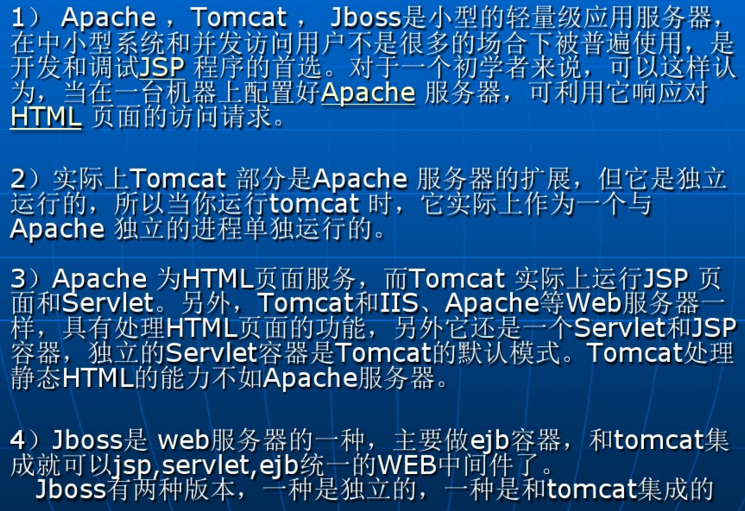 1） Apache ，Tomcat ， Jboss是小型的轻量级应用服务器，
在中小型系统和并发访问用户不是很多的场合下被普遍使用，是
开发和调试JSP 程序的首选。对于一个初学者来说，可以这样认
为，当在一台机器上配置好Apache 服务器，可利用它响应对
HTML 页面的访问请求。
2）实际上Tomcat 部分是Apache 服务器的扩展，但它是独立
运行的，所以当你运行tomcat 时，它实际上作为一个与
Apache 独立的进程单独运行的。
3）Apache 为HTML页面服务，而Tomcat 实际上运行JSP 页
面和Servlet。另外，Tomcat和IIS、Apache等Web服务器一
样，具有处理HTML页面的功能，另外它还是一个Servlet和JSP
容器，独立的Servlet容器是Tomcat的默认模式。Tomcat处理
静态HTML的能力不如Apache服务器。
4）Jboss是 web服务器的一种，主要做ejb容器，和tomcat集
成就可以jsp,servlet,ejb统一的WEB中间件了。
Jboss有两种版本，一种是独立的，一种是和tomcat集成的